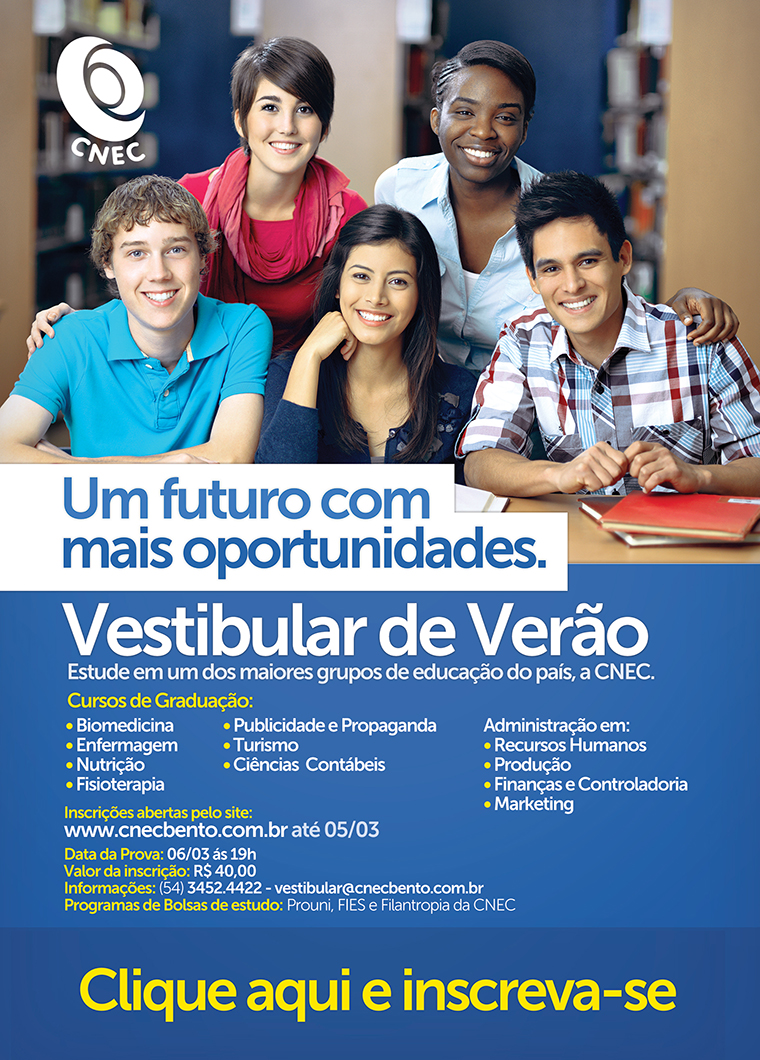 CNEC
Um futuro com
mais oportunidades.
Vestibular de Verão
Estude em um dos maiores grupos de educação do país, a CNEC.
Cursos de Graduação:
• Biomedicina
• Enfermagem
• Nutrição
• Fisioterapia
• Publicidade e Propaganda
• Turismo
• Ciências Contábeis
Administração em:
• Recursos Humanos
• Produção
• Finanças e Controladoria
• Marketing
Inscrições abertas pelo site:
www.cnecbento.com.br até 05/03
Data da Prova: 06/03 ás 19h
Valor da inscrição: R$ 40,00
Informações: (54) 3452.4422 - vestibular@cnecbento.com.br
Programas de Bolsas de estudo: Prouni, FIES e Filantropia da CNEC
Clique aqui e inscreva-se